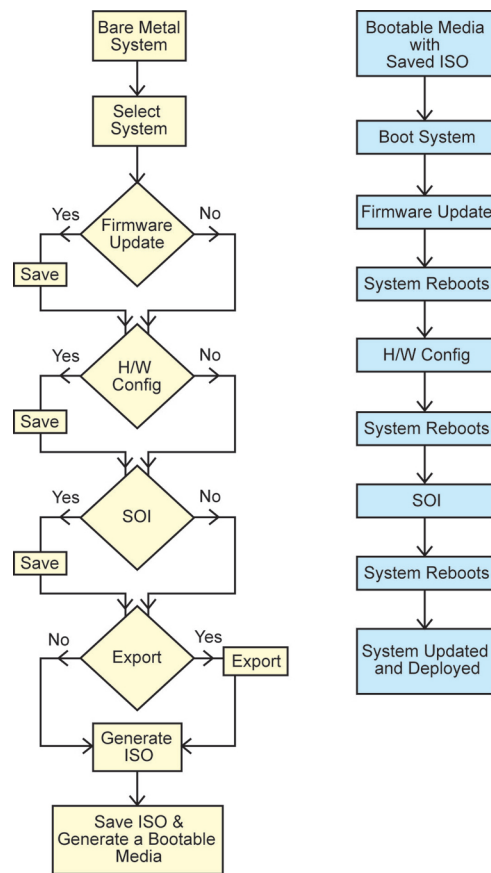 Bare Metal
System
Select
System
Yes
No
Firmware
Update
Save
Yes
No
H/W
Config
Save
Yes
No
SOI
Save
No
Yes
Export
Export
Generate
ISO
Save ISO &
Generate a Bootable
Media
Bootable Media
with
Saved ISO
Boot System
Firmware Update
System Reboots
H/W Config
System Reboots
SOI
System Reboots
System Updated
and Deployed